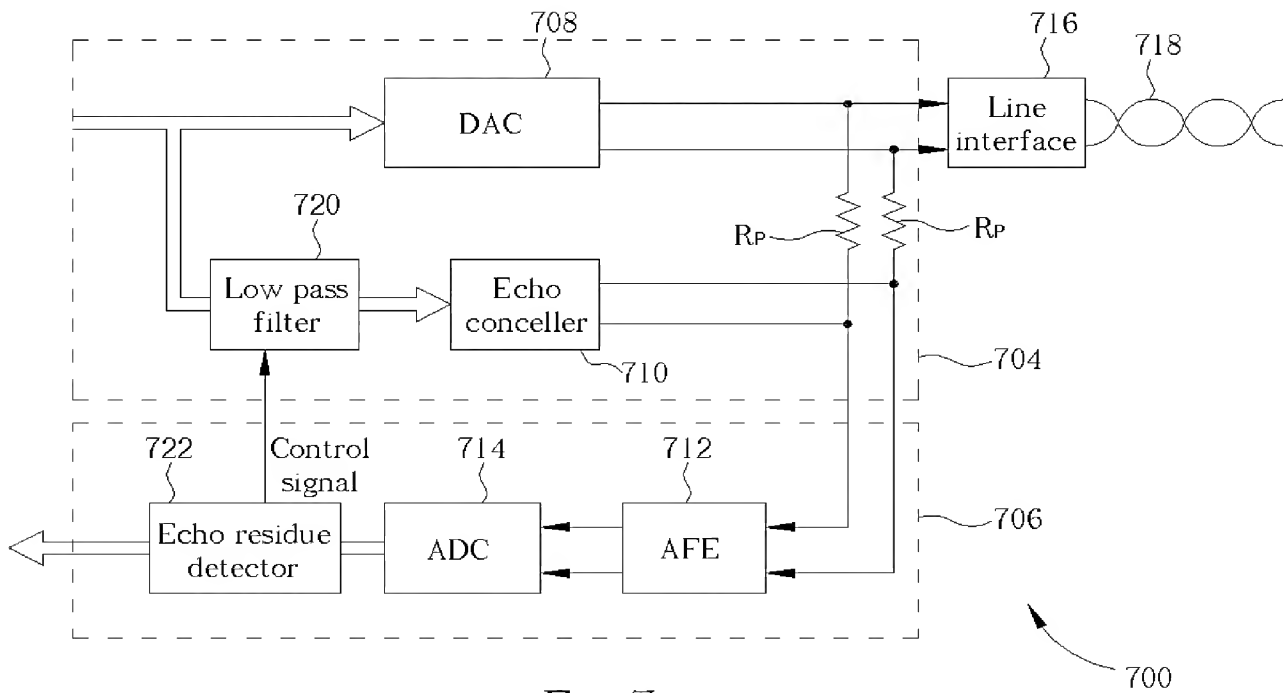 708
716
718
DAC
Line
interface
720
RP
RP
Low pass
filter
Echo
conceller
710
704
722
Control
signal
714
712
706
Echo residue
detector
ADC
AFE
700